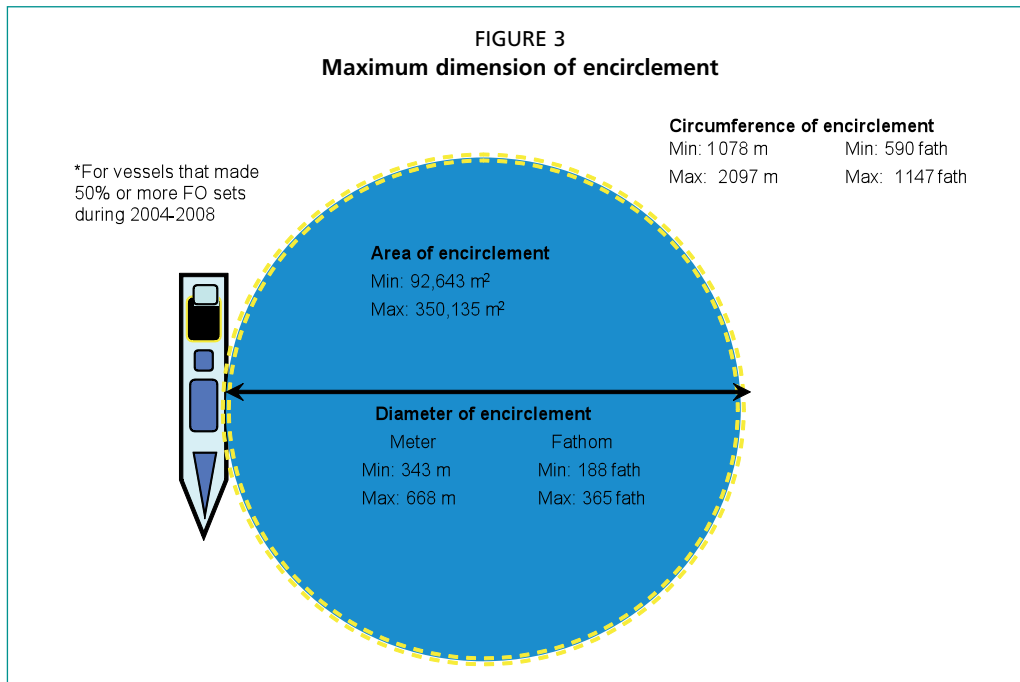 FIGURE 3
Maximum dimension of encirclement
Circumference of encirclement
Min: 1078 m Min: 590 fath
Max: 2097 m Max: 1147 fath
*For vessels that made
50% or more FO sets
during 2004-2008
Area of encirclement
Min: 92,643 m²
Max: 350,135 m²
Diameter of encirclement
Meter Fathom
Min: 343 m Min: 188 fath
Max: 668 m Max: 365 fath